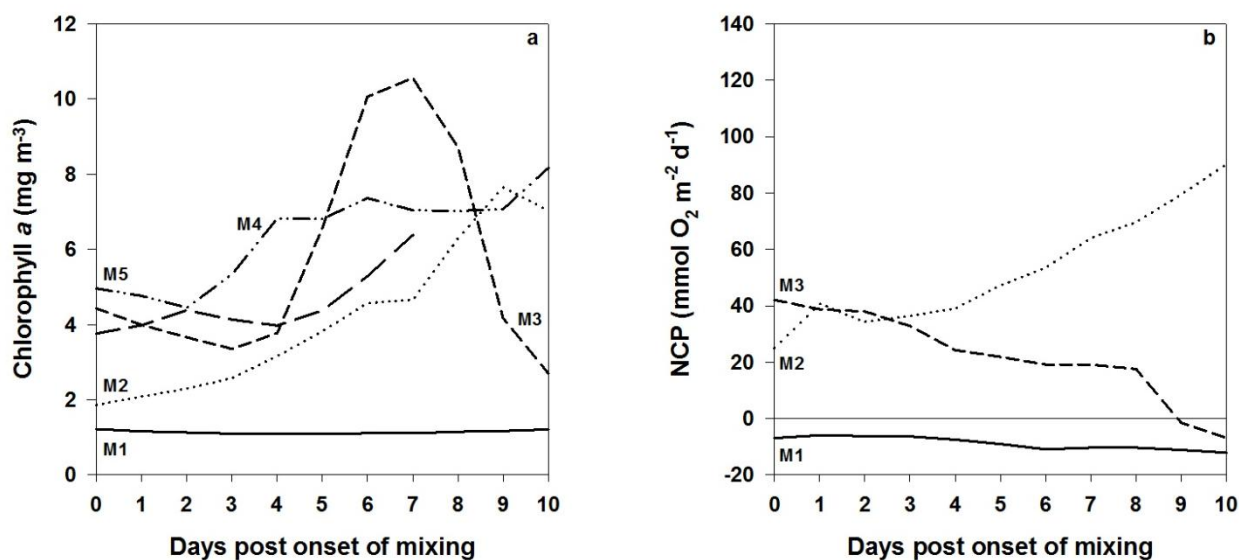 12
10
8
6
4
2
0
Chlorophyll a (mg m-3)
a
M4
M5
M3
M2
M1
0 1 2 3 4 5 6 7 8 9 10
Days post onset of mixing
140
120
100
80
60
40
20
0
-20
NCP (mmol O2 m-2 d-1)
b
M3
M2
M1
0 1 2 3 4 5 6 7 8 9 10
Days post onset of mixing